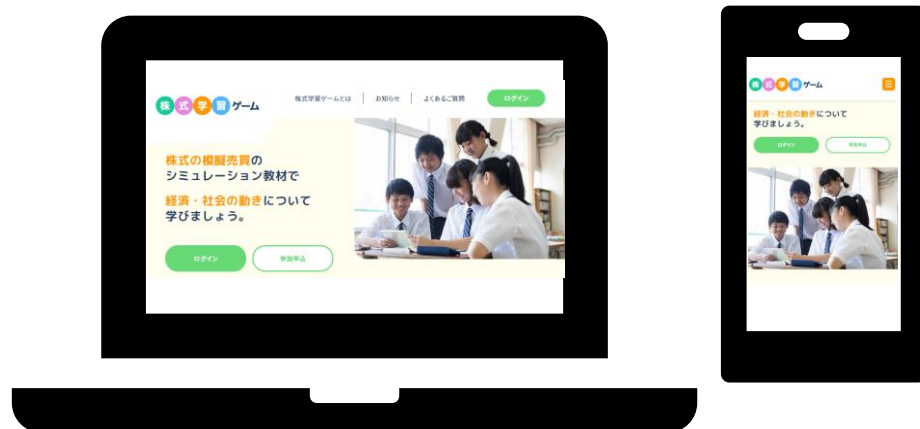 株式学習ゲーム
株式学習ゲームとは
お知らせ
よくあるご質問
ログイン
株式の模擬売買の
シミュレーション教材で
経済・社会の動きについて
学びましょう。
ログイン
参加申込
株式学習ゲーム
経済・社会の動きについて
学びましょう。
ログイン
参加申込